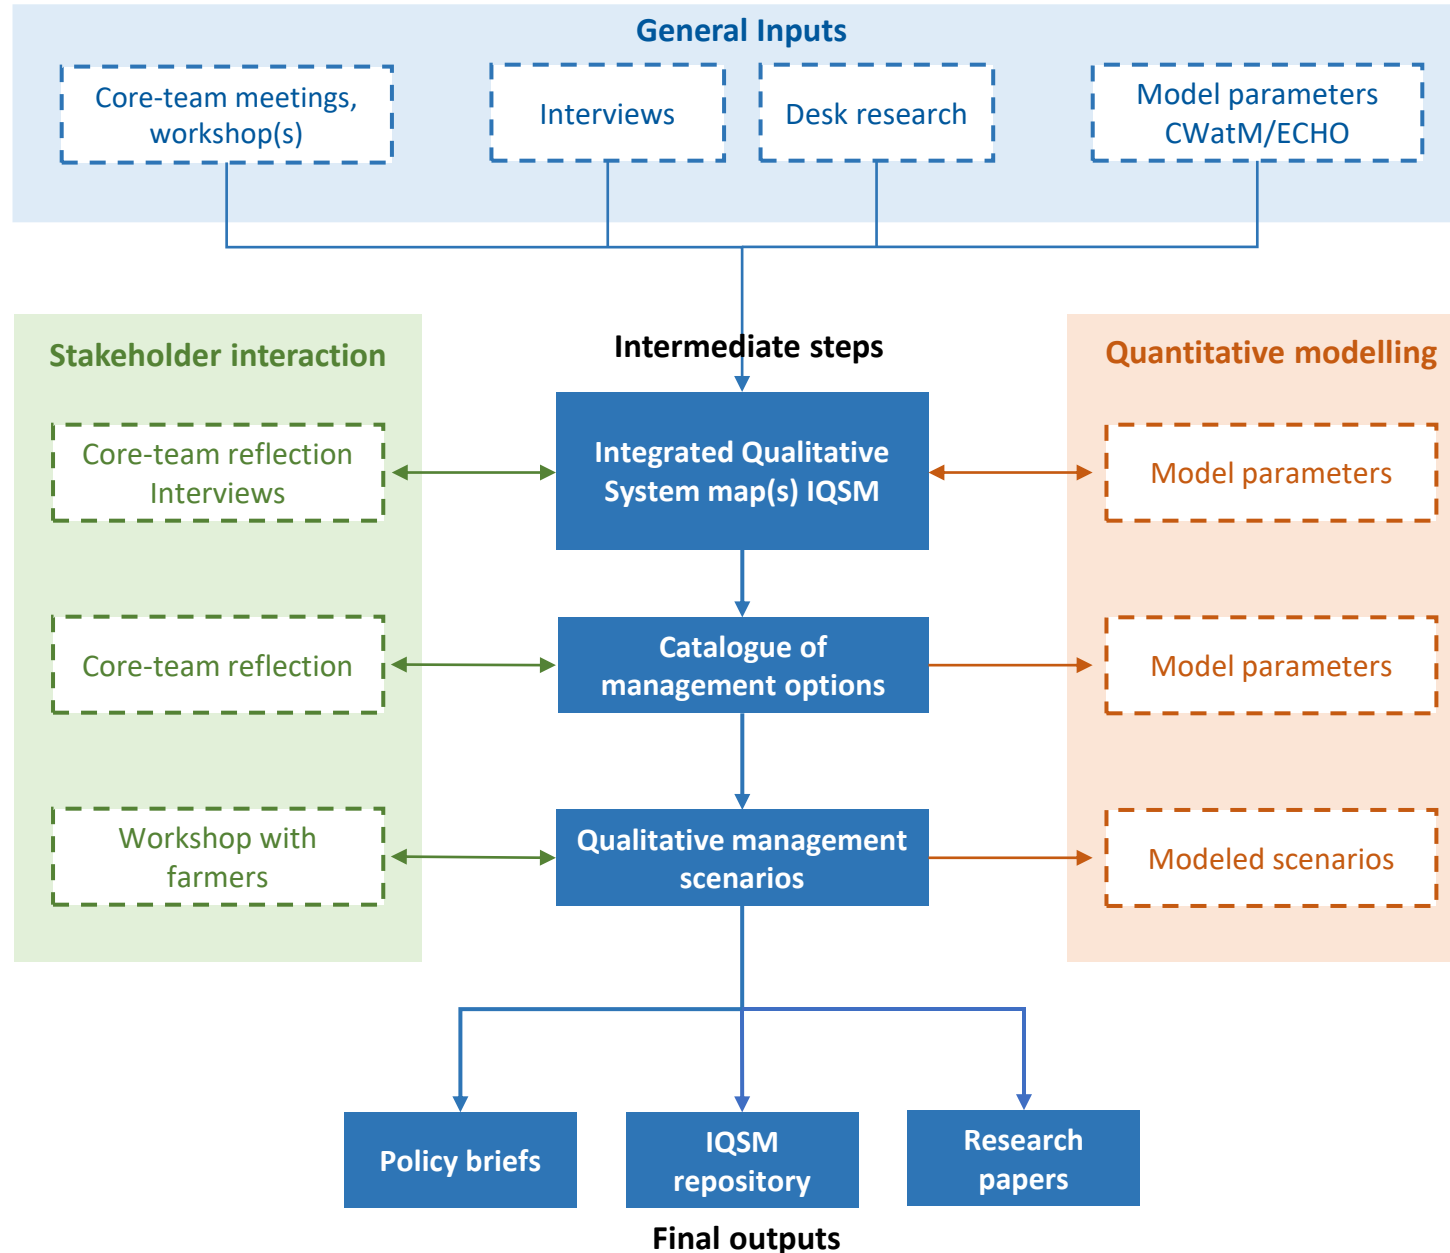 General Inputs
Core-team meetings,
workshop(s)
Interviews
Desk research
Model parameters
CWatM/ECHO
Stakeholder interaction
Intermediate steps
Quantitative modelling
Core-team reflection
Interviews
Integrated Qualitative
System map(s) IQSM
Model parameters
Core-team reflection
Catalogue of
management options
Model parameters
Workshop with
farmers
Qualitative management
scenarios
Modeled scenarios
Policy briefs
IQSM
repository
Research
papers
Final outputs